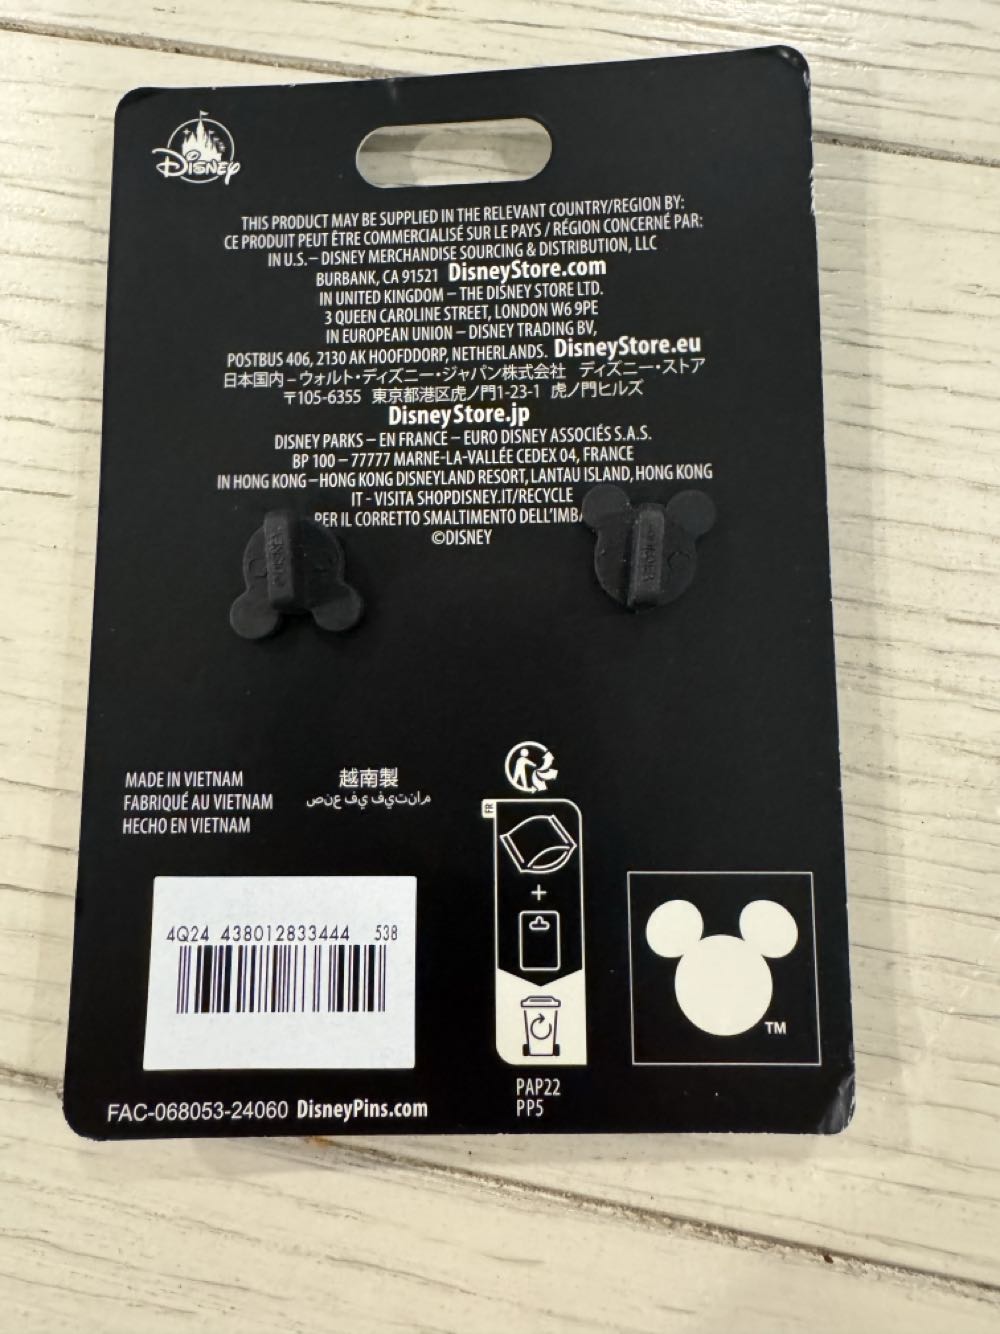 Disney
THIS PRODUCT MAY BE SUPPLIED IN THE RELEVANT COUNTRY/REGION BY:
CE PRODUIT PEUT ÊTRE COMMERCIALISÉ SUR LE PAYS / RÉGION CONCERNÉ PAR:
IN U.S. – DISNEY MERCHANDISE SOURCING & DISTRIBUTION, LLC
BURBANK, CA 91521 DisneyStore.com
IN UNITED KINGDOM – THE DISNEY STORE LTD.
3 QUEEN CAROLINE STREET, LONDON W6 9PE
IN EUROPEAN UNION – DISNEY TRADING BV,
POSTBUS 406, 2130 AK HOOFDDORP, NETHERLANDS. DisneyStore.eu
日本国内–ウォルト・ディズニー・ジャパン株式会社 ディズニー・ストア
〒105-6355 東京都港区虎ノ門1-23-1 虎ノ門ヒルズ
DisneyStore.jp
DISNEY PARKS – EN FRANCE – EURO DISNEY ASSOCIÉS S.A.S.
BP 100 – 77777 MARNE-LA-VALLÉE CEDEX 04, FRANCE
IN HONG KONG – HONG KONG DISNEYLAND RESORT, LANTAU ISLAND, HONG KONG
IT - VISITA SHOPDISNEY.IT/RECYCLE
PER IL CORRETTO SMALTIMENTO DELL'IMBA
©DISNEY
MADE IN VIETNAM
FABRIQUÉ AU VIETNAM
HECHO EN VIETNAM
越南製
صنع في فيتنام
FR
+
4Q24 438012833444 538
TM
PAP22
PP5
FAC-068053-24060 DisneyPins.com